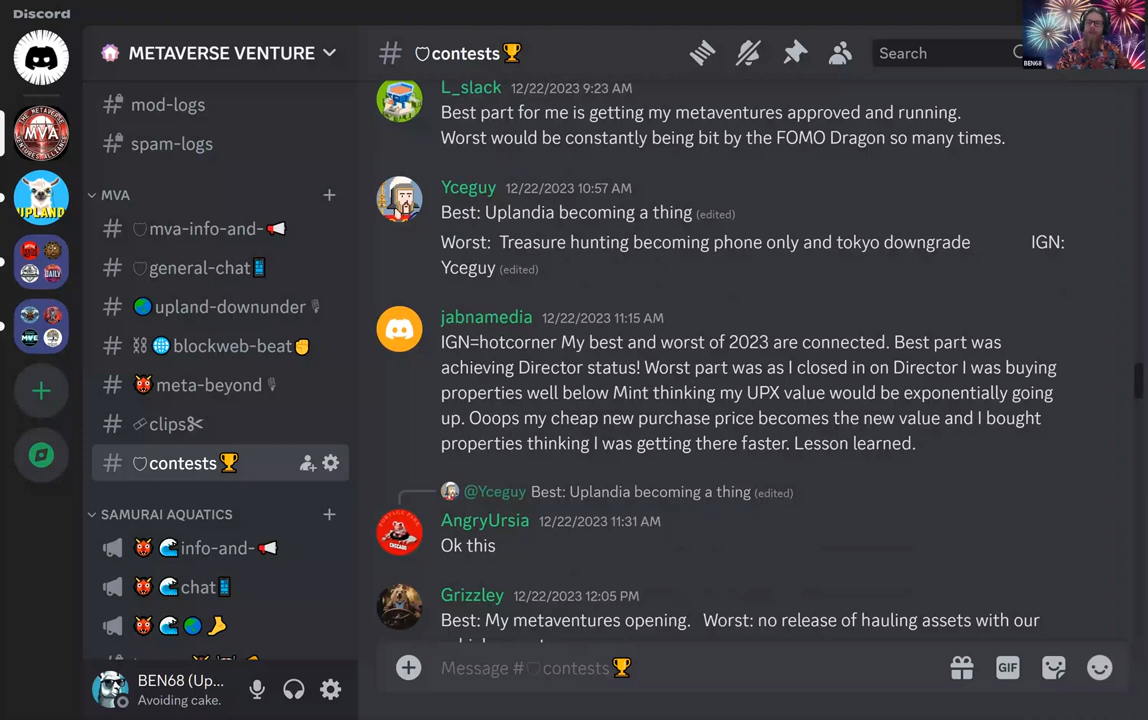 Discord
METAVERSE VENTURE
mod-logs
spam-logs
MVA
mva-info-and-
general-chat
upland-downunder
blockweb-beat
meta-beyond
clips
contests
SAMURAI AQUATICS
info-and-
chat
BEN68 (Up...
Avoiding cake.
MVA
UPLAND
contests
Search
BEN68
L_slack 12/22/2023 9:23 AM
Best part for me is getting my metaventures approved and running.
Worst would be constantly being bit by the FOMO Dragon so many times.
Yceguy 12/22/2023 10:57 AM
Best: Uplandia becoming a thing (edited)
Worst: Treasure hunting becoming phone only and tokyo downgrade IGN:
Yceguy (edited)
jabnamedia 12/22/2023 11:15 AM
IGN=hotcorner My best and worst of 2023 are connected. Best part was
achieving Director status! Worst part was as I closed in on Director I was buying
properties well below Mint thinking my UPX value would be exponentially going
up. Ooops my cheap new purchase price becomes the new value and I bought
properties thinking I was getting there faster. Lesson learned.
@Yceguy Best: Uplandia becoming a thing (edited)
AngryUrsia 12/22/2023 11:31 AM
Ok this
Grizzley 12/22/2023 12:05 PM
Best: My metaventures opening. Worst: no release of hauling assets with our
Message # contests
GIF